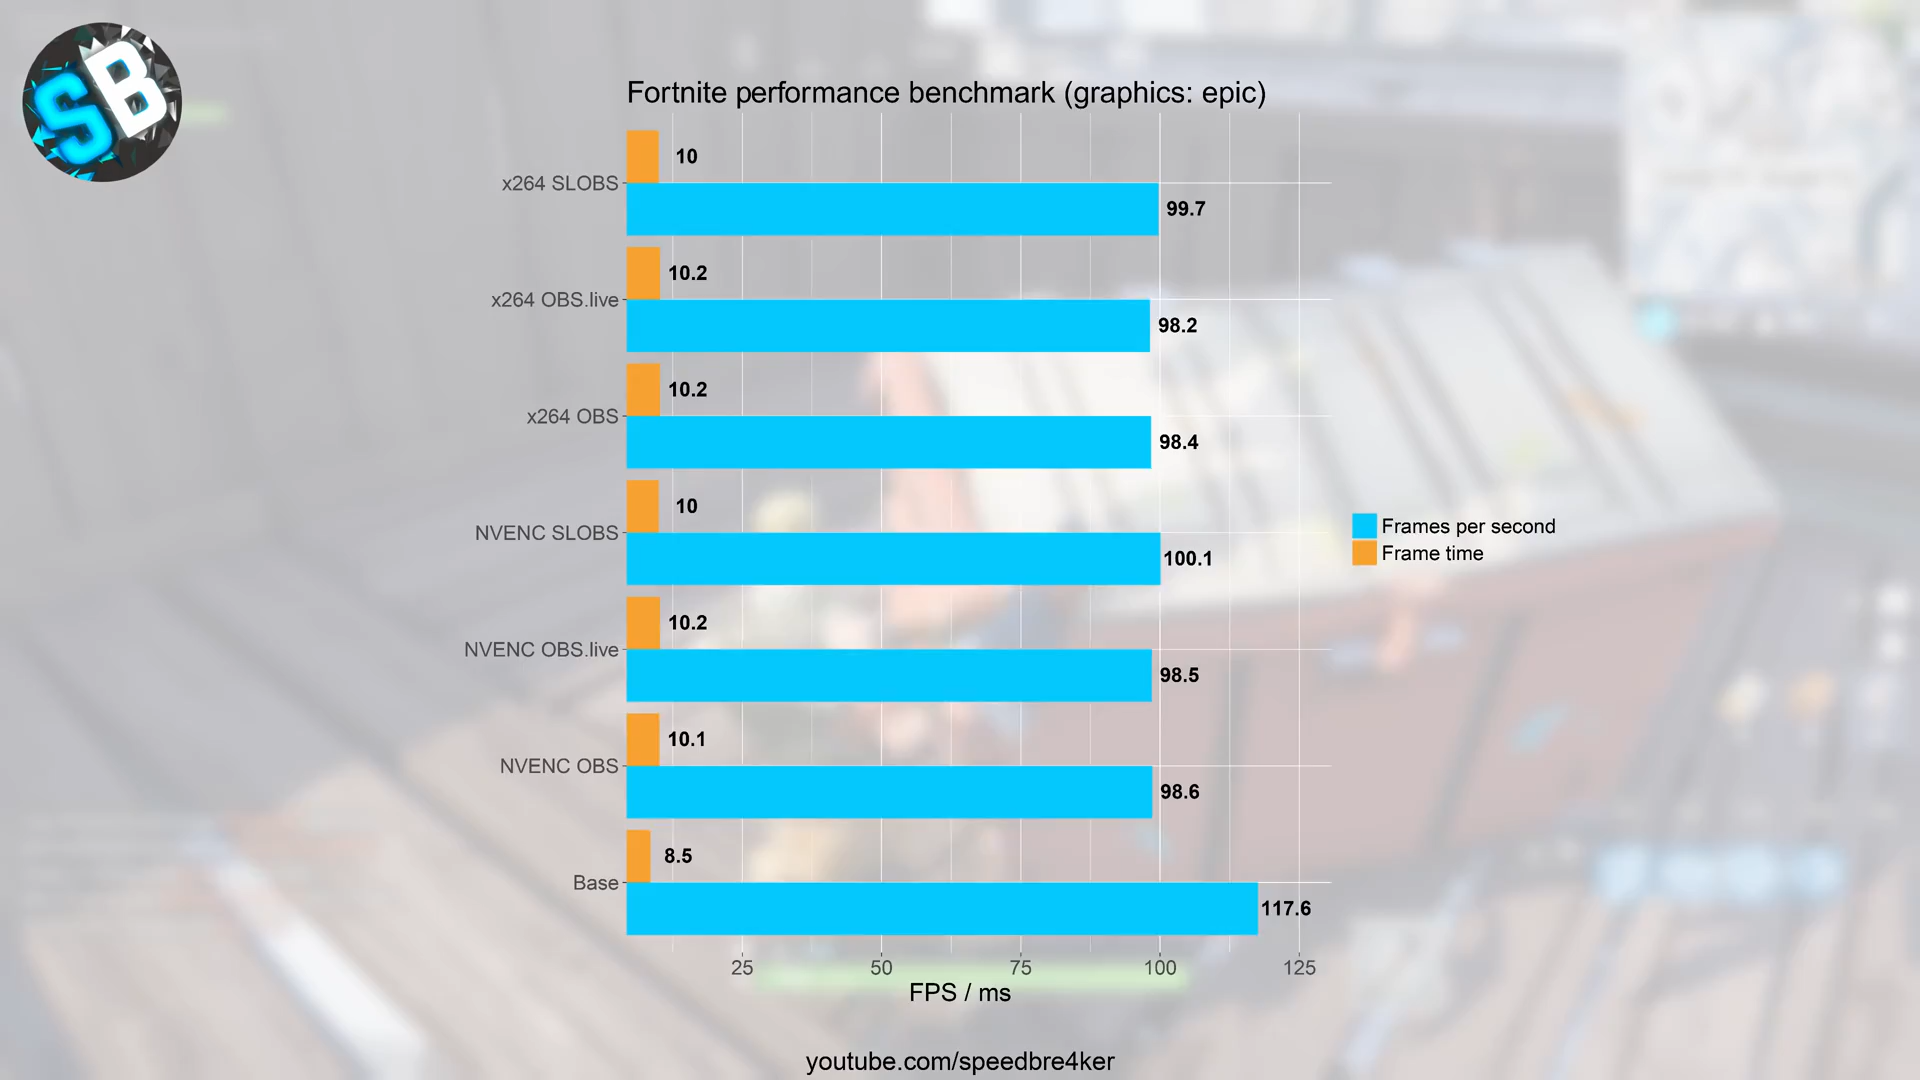 SB
Fortnite performance benchmark (graphics: epic)
10
x264 SLOBS
99.7
10.2
x264 OBS.live
98.2
10.2
x264 OBS
98.4
10
NVENC SLOBS
100.1
Frames per second
Frame time
10.2
NVENC OBS.live
98.5
10.1
NVENC OBS
98.6
8.5
Base
117.6
25 50 75 100 125
FPS / ms
youtube.com/speedbre4ker